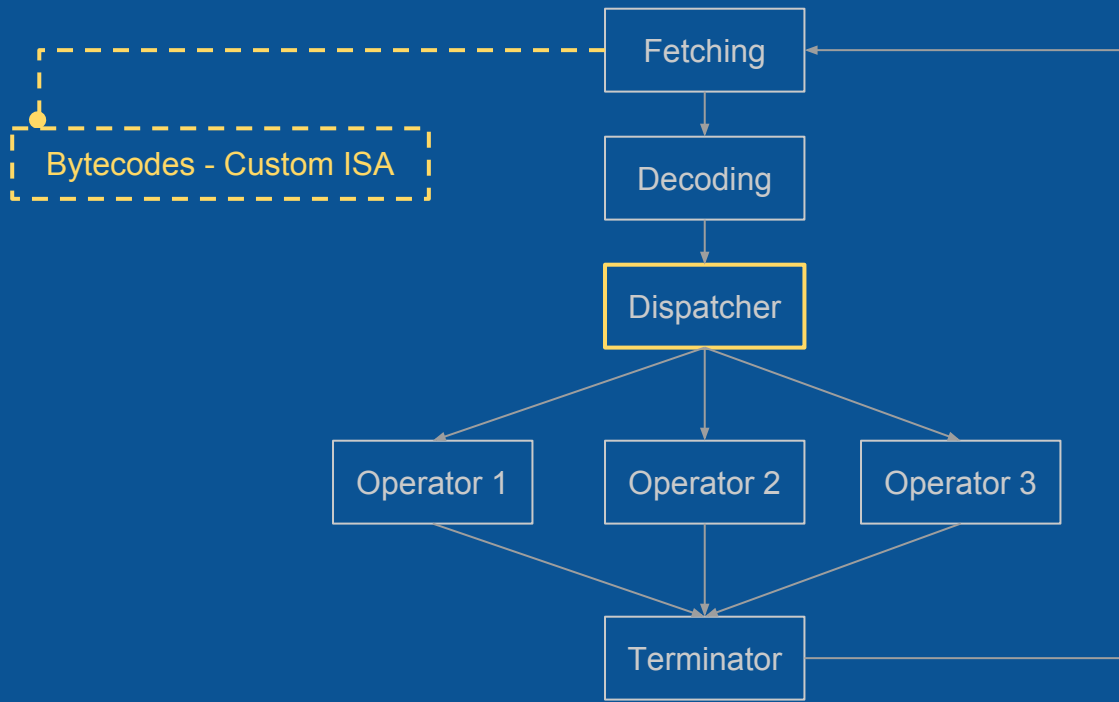 Fetching
Bytecodes - Custom ISA
Decoding
Dispatcher
Operator 1
Operator 2
Operator 3
Terminator